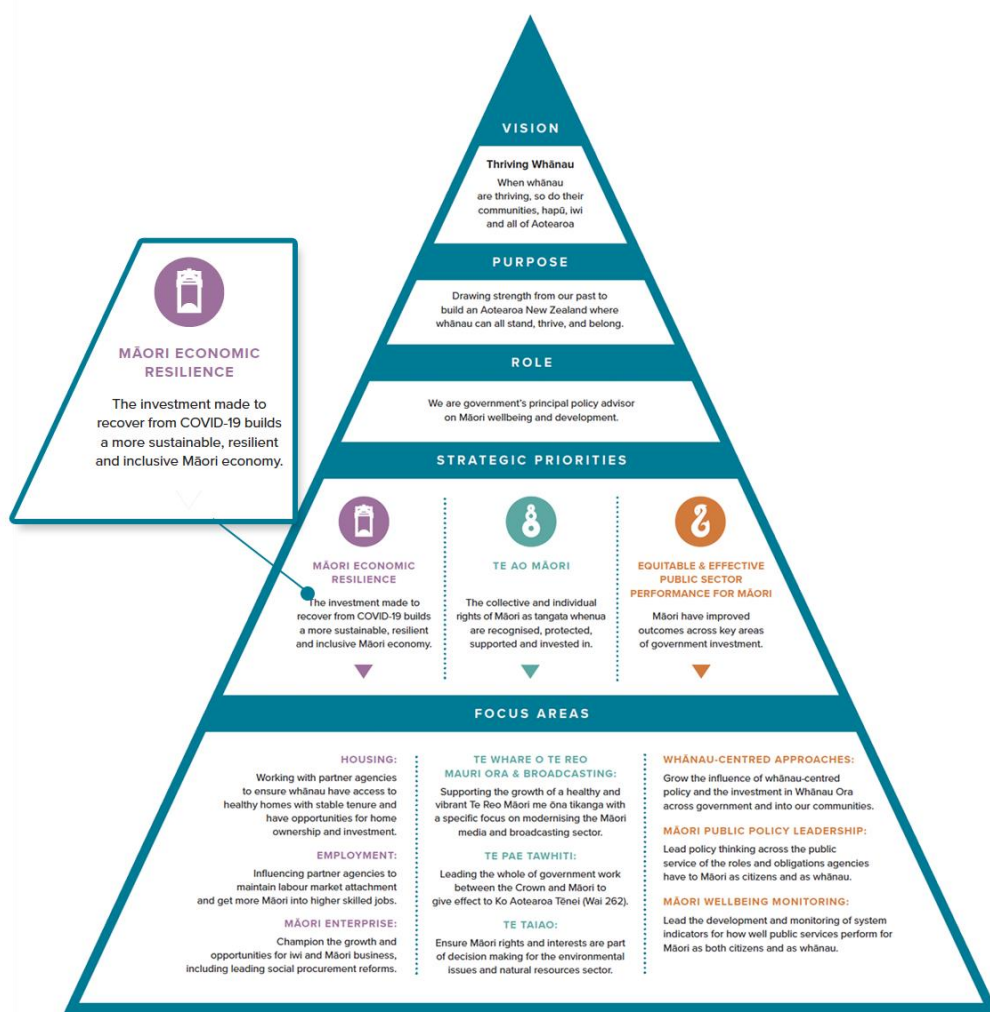 VISION
Thriving Whānau
When whānau
are thriving, so do their
communities, hapū, iwi
and all of Aotearoa
PURPOSE
Drawing strength from our past to
build an Aotearoa New Zealand where
whānau can all stand, thrive, and belong.
ROLE
We are government's principal policy advisor
on Māori wellbeing and development.
MĀORI ECONOMIC
RESILIENCE
The investment made to
recover from COVID-19 builds
a more sustainable, resilient
and inclusive Māori economy.
STRATEGIC PRIORITIES
MĀORI ECONOMIC
RESILIENCE
The investment made to
recover from COVID-19 builds
a more sustainable, resilient
and inclusive Māori economy.
TE AO MĀORI
The collective and individual
rights of Māori as tangata whenua
are recognised, protected,
supported and invested in.
EQUITABLE & EFFECTIVE
PUBLIC SECTOR
PERFORMANCE FOR MĀORI
Māori have improved
outcomes across key areas
of government investment.
FOCUS AREAS
HOUSING:
Working with partner agencies
to ensure whānau have access to
healthy homes with stable tenure and
have opportunities for home
ownership and investment.
EMPLOYMENT:
Influencing partner agencies to
maintain labour market attachment
and get more Māori into higher skilled jobs.
MĀORI ENTERPRISE:
Champion the growth and
opportunities for iwi and Māori business,
including leading social procurement reforms.
TE WHARE O TE REO
MAURI ORA & BROADCASTING:
Supporting the growth of a healthy and
vibrant Te Reo Māori me ōna tikanga with
a specific focus on modernising the Māori
media and broadcasting sector.
TE PAE TAWHITI:
Leading the whole of government work
between the Crown and Māori to
give effect to Ko Aotearoa Tēnei (Wai 262).
TE TAIAO:
Ensure Māori rights and interests are part
of decision making for the environmental
issues and natural resources sector.
WHĀNAU-CENTRED APPROACHES:
Grow the influence of whānau-centred
policy and the investment in Whānau Ora
across government and into our communities.
MĀORI PUBLIC POLICY LEADERSHIP:
Lead policy thinking across the public
service of the roles and obligations agencies
have to Māori as citizens and as whānau.
MĀORI WELLBEING MONITORING:
Lead the development and monitoring of system
indicators for how well public services perform for
Māori as both citizens and as whānau.